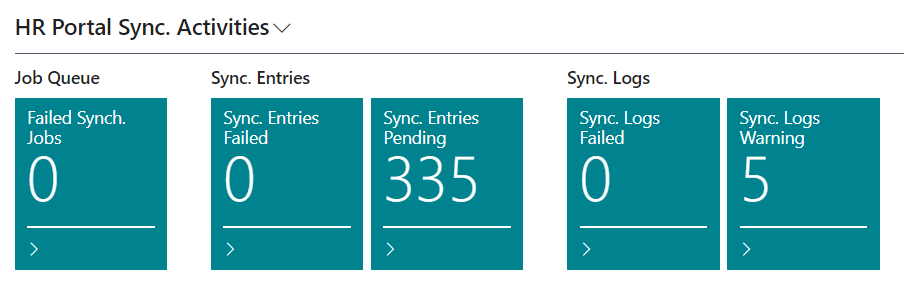 HR Portal Sync. Activities
Job Queue
Failed Synch.
Jobs
0
Sync. Entries
Sync. Entries
Failed
0
Sync. Entries
Pending
335
Sync. Logs
Sync. Logs
Failed
0
Sync. Logs
Warning
5